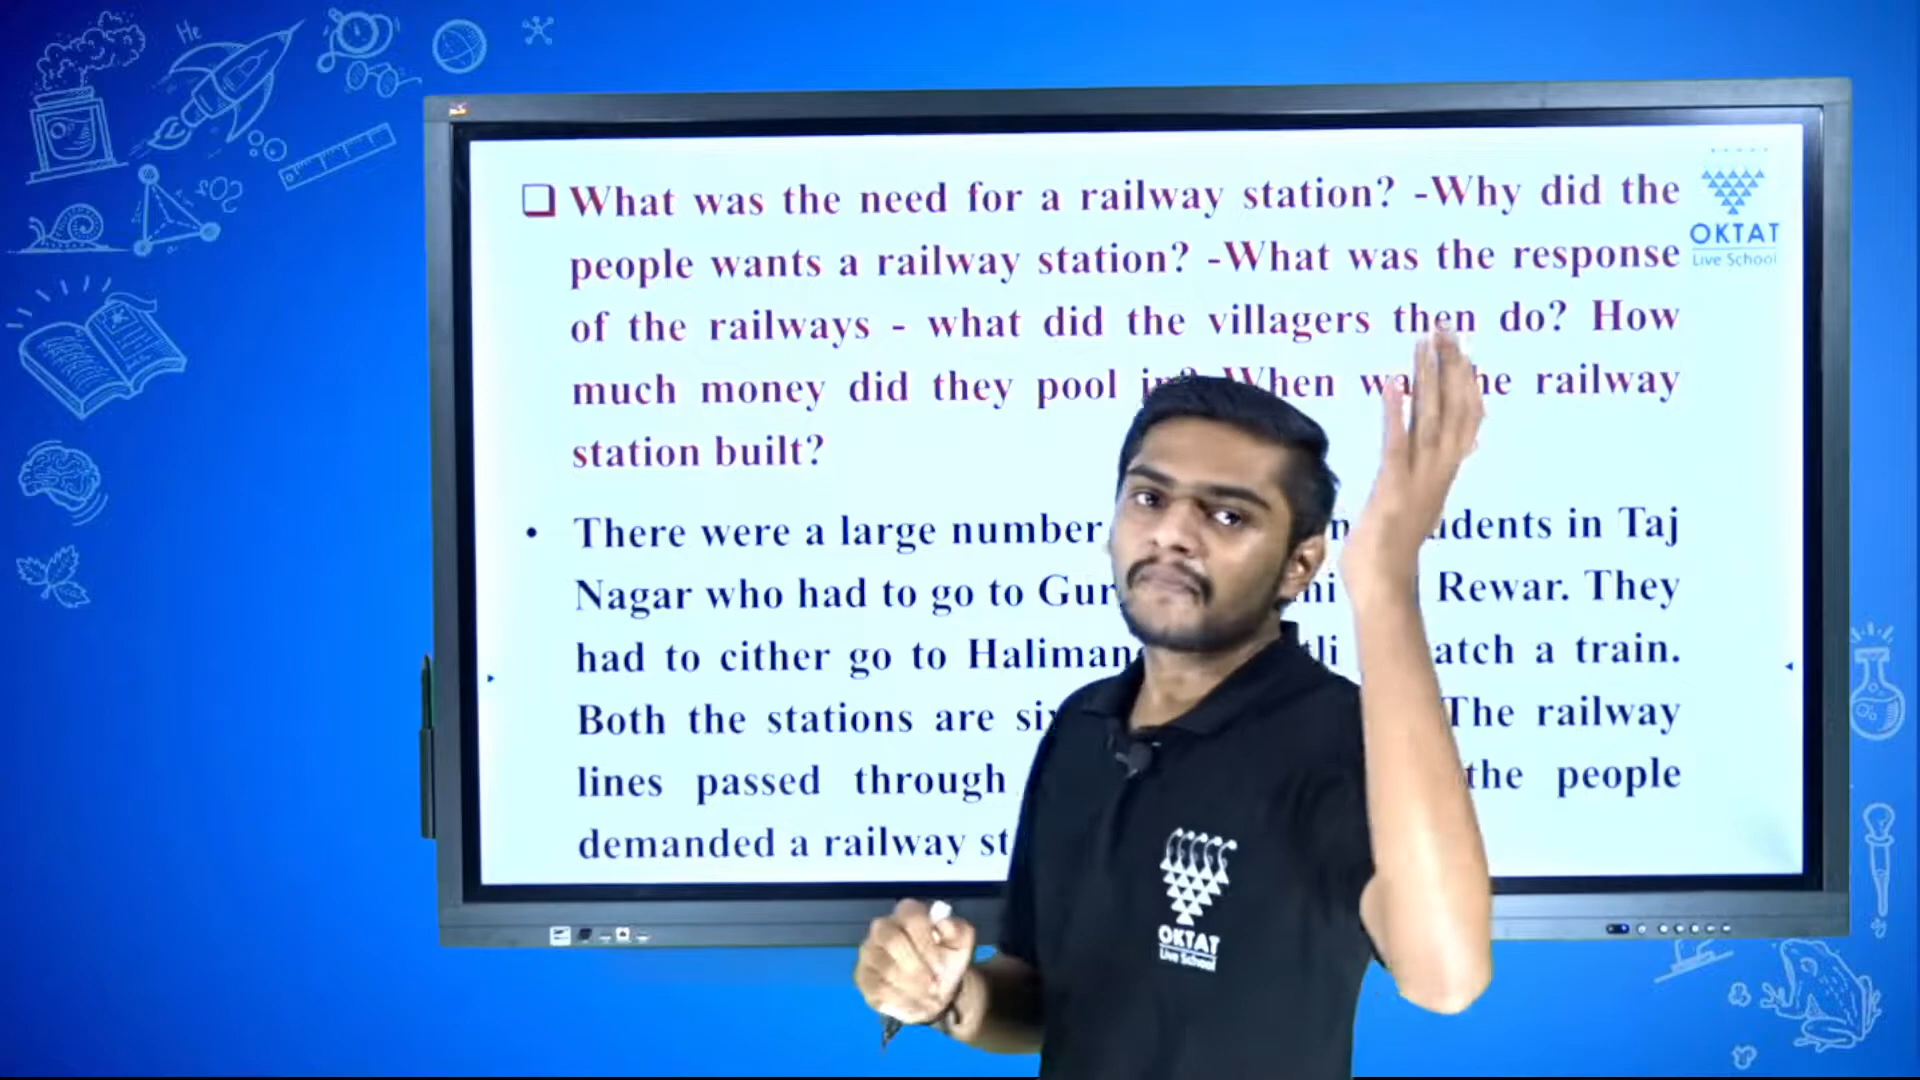 He
What was the need for a railway station? -Why did the
people wants a railway station? -What was the response
of the railways - what did the villagers then do? How
much money did they pool When railway
station built?
• There were a large number in Taj
Nagar who had to go to Rewar. They
had to cither go to a train.
Both the stations are The railway
lines passed through the people
demanded a railway
OKTAT
Live School
OKTAT
Live School